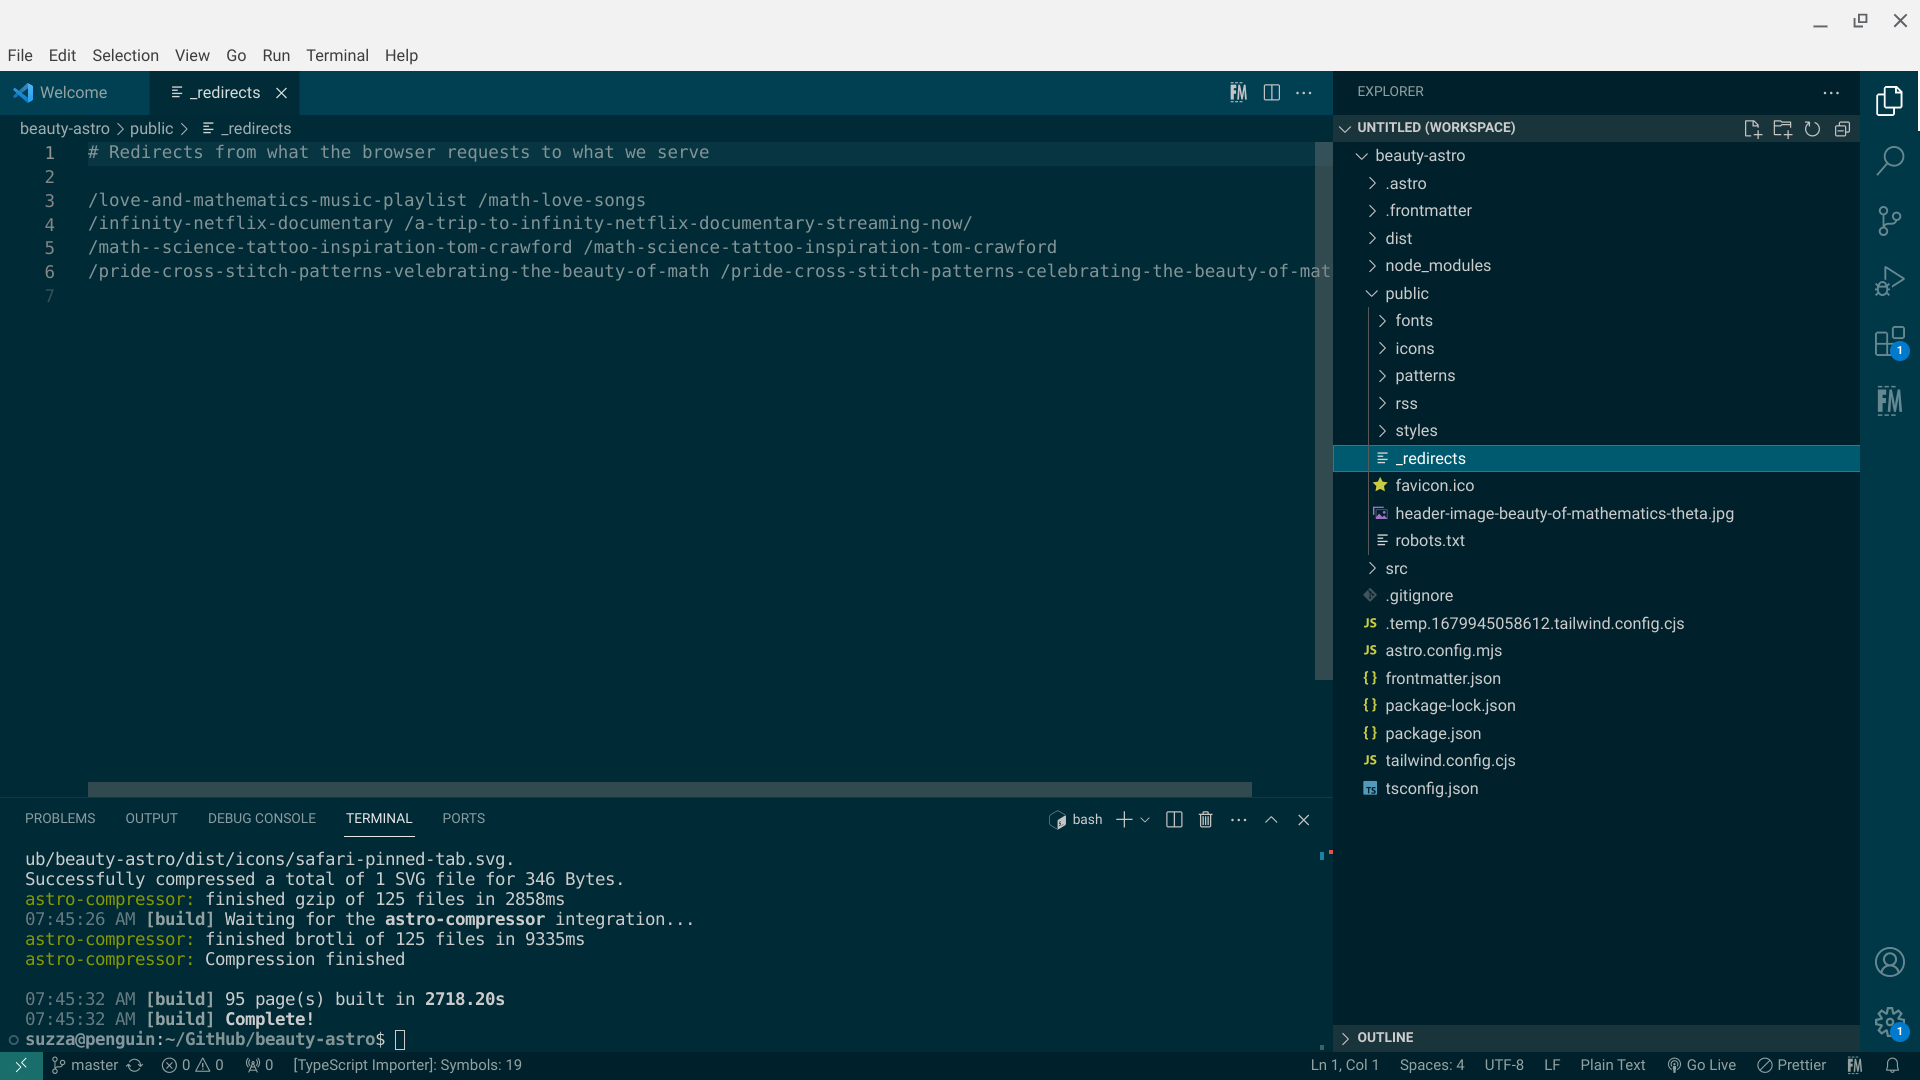 File Edit Selection View Go Run Terminal Help
Welcome _redirects
beauty-astro public _redirects
1 # Redirects from what the browser requests to what we serve
2
3 /love-and-mathematics-music-playlist /math-love-songs
4 /infinity-netflix-documentary /a-trip-to-infinity-netflix-documentary-streaming-now/
5 /math--science-tattoo-inspiration-tom-crawford /math-science-tattoo-inspiration-tom-crawford
6 /pride-cross-stitch-patterns-velebrating-the-beauty-of-math /pride-cross-stitch-patterns-celebrating-the-beauty-of-mat
7
PROBLEMS OUTPUT DEBUG CONSOLE TERMINAL PORTS
bash
ub/beauty-astro/dist/icons/safari-pinned-tab.svg.
Successfully compressed a total of 1 SVG file for 346 Bytes.
astro-compressor: finished gzip of 125 files in 2858ms
07:45:26 AM [build] Waiting for the astro-compressor integration...
astro-compressor: finished brotli of 125 files in 9335ms
astro-compressor: Compression finished
07:45:32 AM [build] 95 page(s) built in 2718.20s
07:45:32 AM [build] Complete!
suzza@penguin:~/GitHub/beauty-astro$
EXPLORER
UNTITLED (WORKSPACE)
beauty-astro
.astro
.frontmatter
dist
node_modules
public
fonts
icons
patterns
rss
styles
_redirects
favicon.ico
header-image-beauty-of-mathematics-theta.jpg
robots.txt
src
.gitignore
JS .temp.1679945058612.tailwind.config.cjs
JS astro.config.mjs
{} frontmatter.json
{} package-lock.json
{} package.json
JS tailwind.config.cjs
TS tsconfig.json
OUTLINE
FM
1
FM
1
master 0 0 0 [TypeScript Importer]: Symbols: 19
Ln 1, Col 1 Spaces: 4 UTF-8 LF Plain Text Go Live Prettier FM